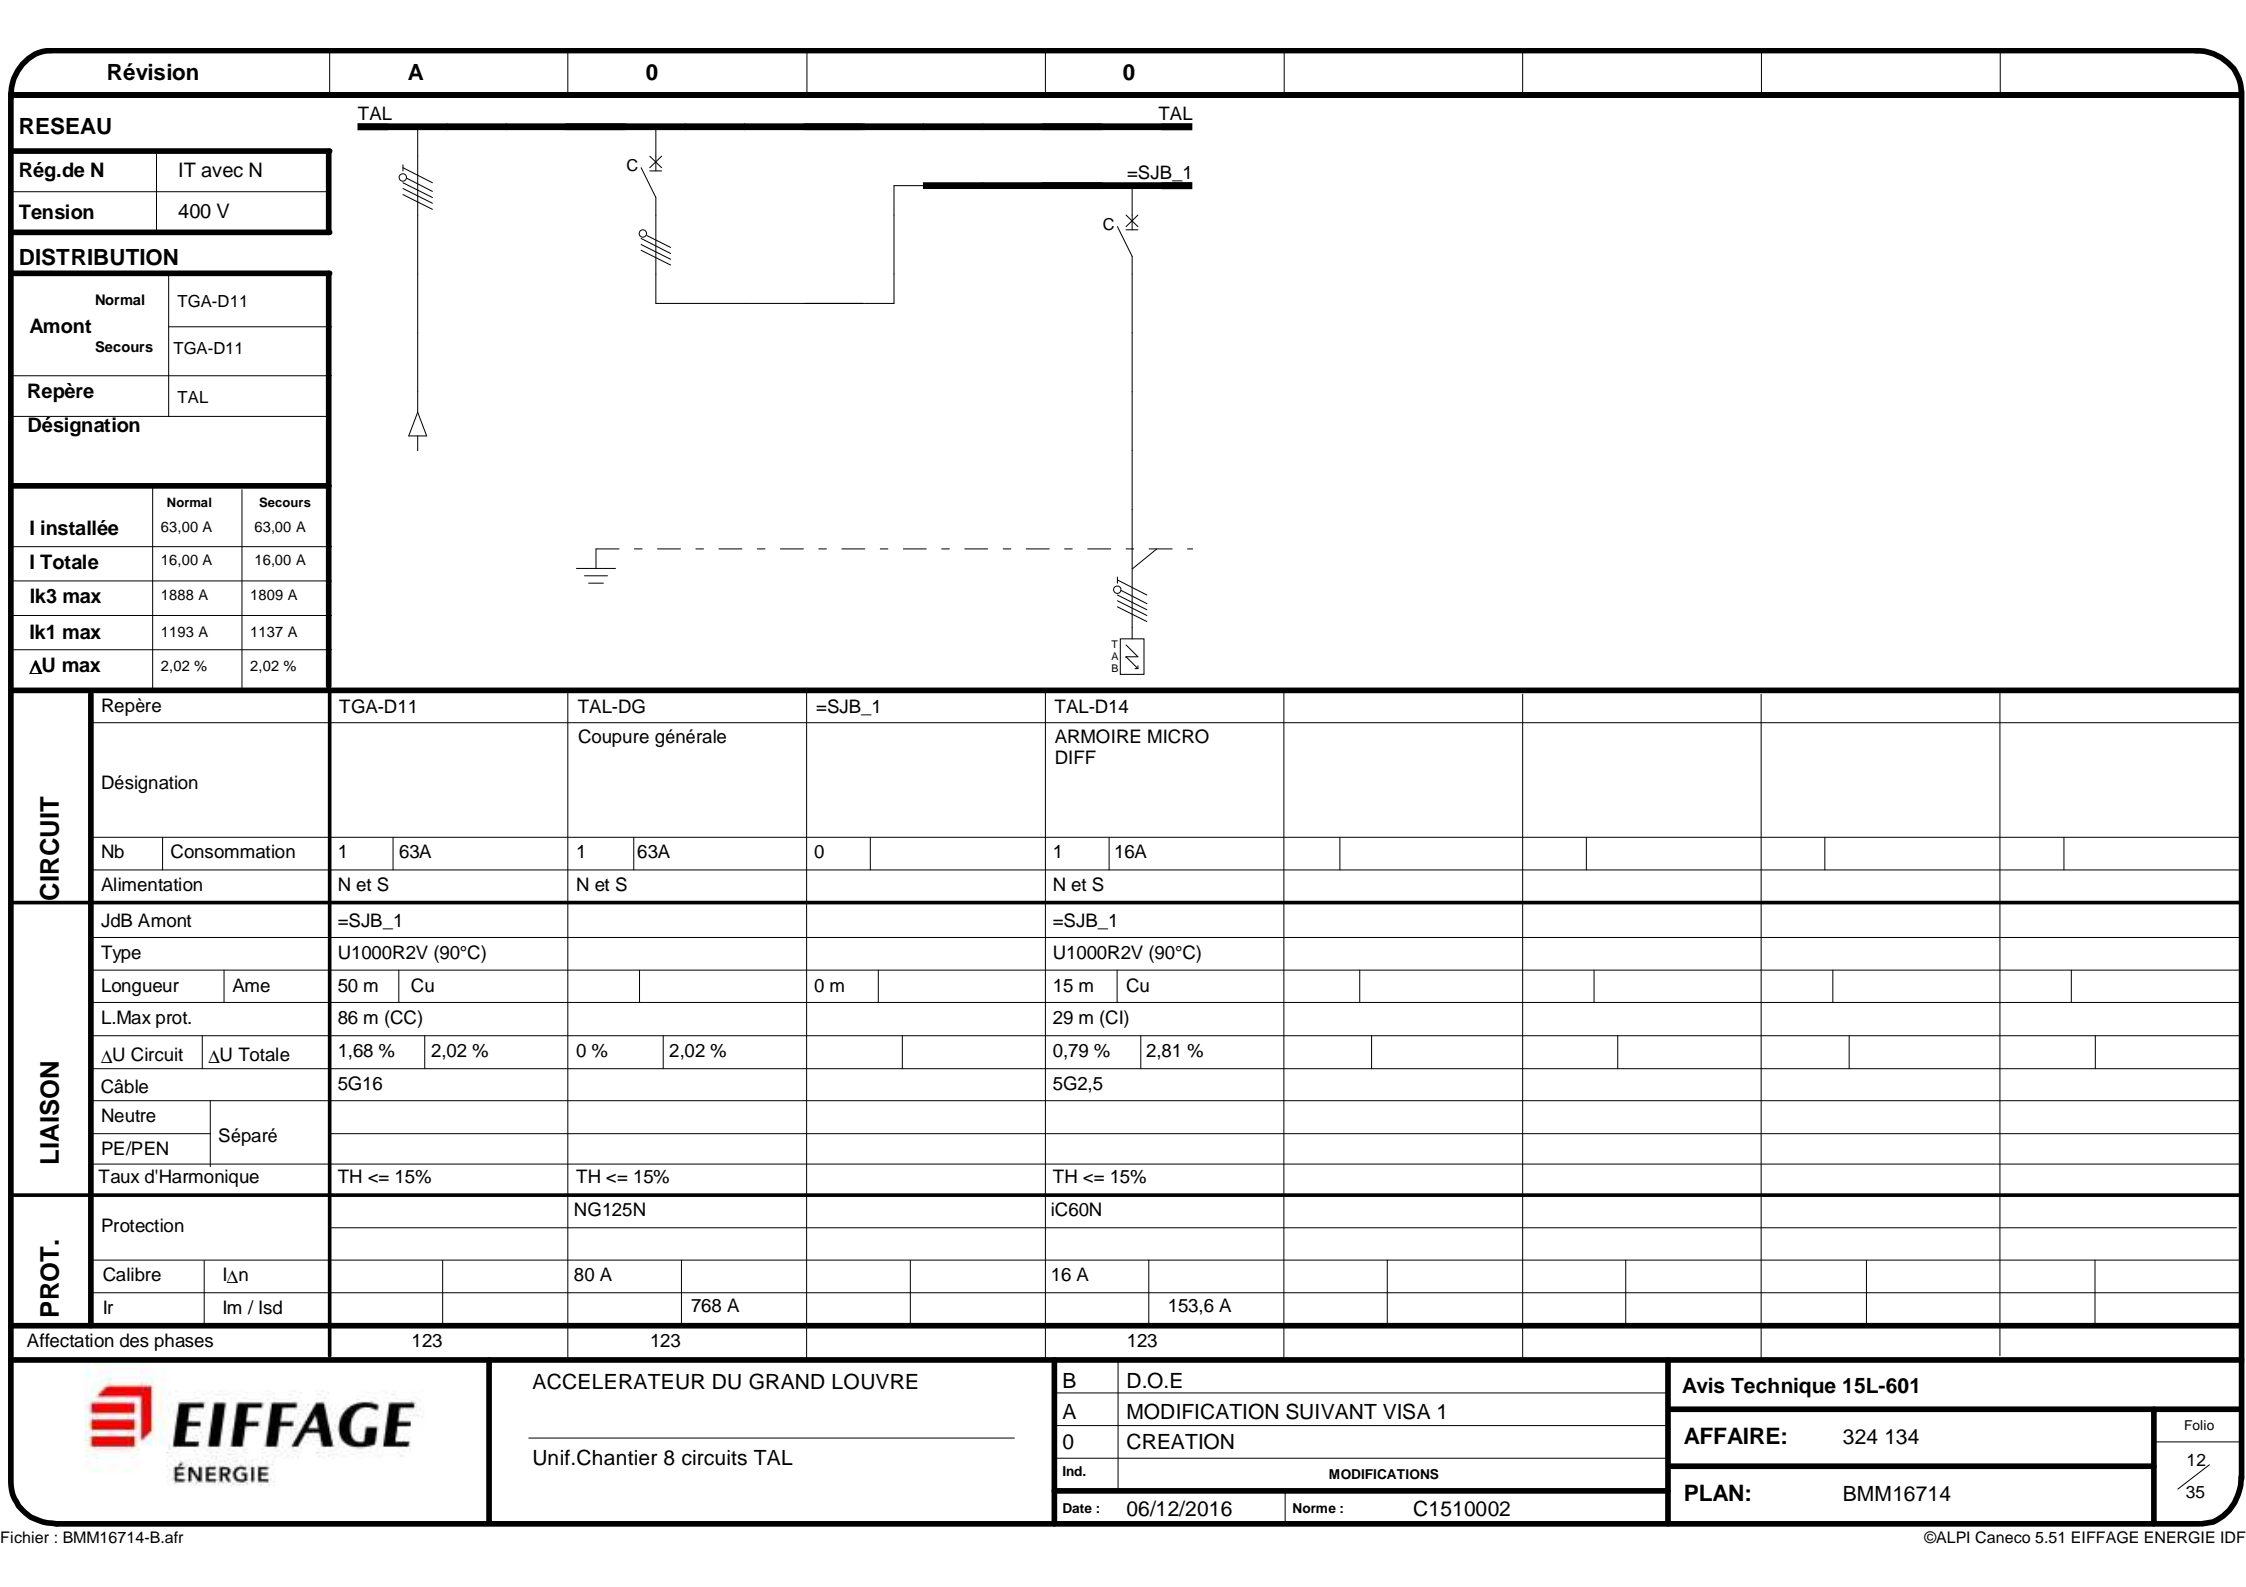 Révision A 0 0
RESEAU
Rég.de N IT avec N
Tension 400 V
DISTRIBUTION
Amont
Normal TGA-D11
Secours TGA-D11
Repère TAL
Désignation
Normal Secours
I installée 63,00 A 63,00 A
I Totale 16,00 A 16,00 A
Ik3 max 1888 A 1809 A
Ik1 max 1193 A 1137 A
∆U max 2,02 % 2,02 %
TAL TAL
C =SJB_1
C
T
A
B
CIRCUIT
Repère TGA-D11 TAL-DG =SJB_1 TAL-D14
Désignation Coupure générale ARMOIRE MICRO
DIFF
Nb Consommation 1 63A 1 63A 0 1 16A
Alimentation N et S N et S N et S
LIAISON
JdB Amont =SJB_1 =SJB_1
Type U1000R2V (90°C) U1000R2V (90°C)
Longueur Ame 50 m Cu 0 m 15 m Cu
L.Max prot. 86 m (CC) 29 m (CI)
∆U Circuit ∆U Totale 1,68 % 2,02 % 0 % 2,02 % 0,79 % 2,81 %
Câble 5G16 5G2,5
Neutre
Séparé
PE/PEN
Taux d'Harmonique TH <= 15% TH <= 15% TH <= 15%
PROT.
Protection NG125N iC60N
Calibre I∆n 80 A 16 A
Ir Im / Isd 768 A 153,6 A
Affectation des phases 123 123 123
EIFFAGE
ÉNERGIE
ACCELERATEUR DU GRAND LOUVRE
Unif.Chantier 8 circuits TAL
B D.O.E
A MODIFICATION SUIVANT VISA 1
0 CREATION
Ind. MODIFICATIONS
Date : 06/12/2016 Norme : C1510002
Avis Technique 15L-601
AFFAIRE: 324 134
PLAN: BMM16714
Folio
12
35
Fichier : BMM16714-B.afr
©ALPI Caneco 5.51 EIFFAGE ENERGIE IDF